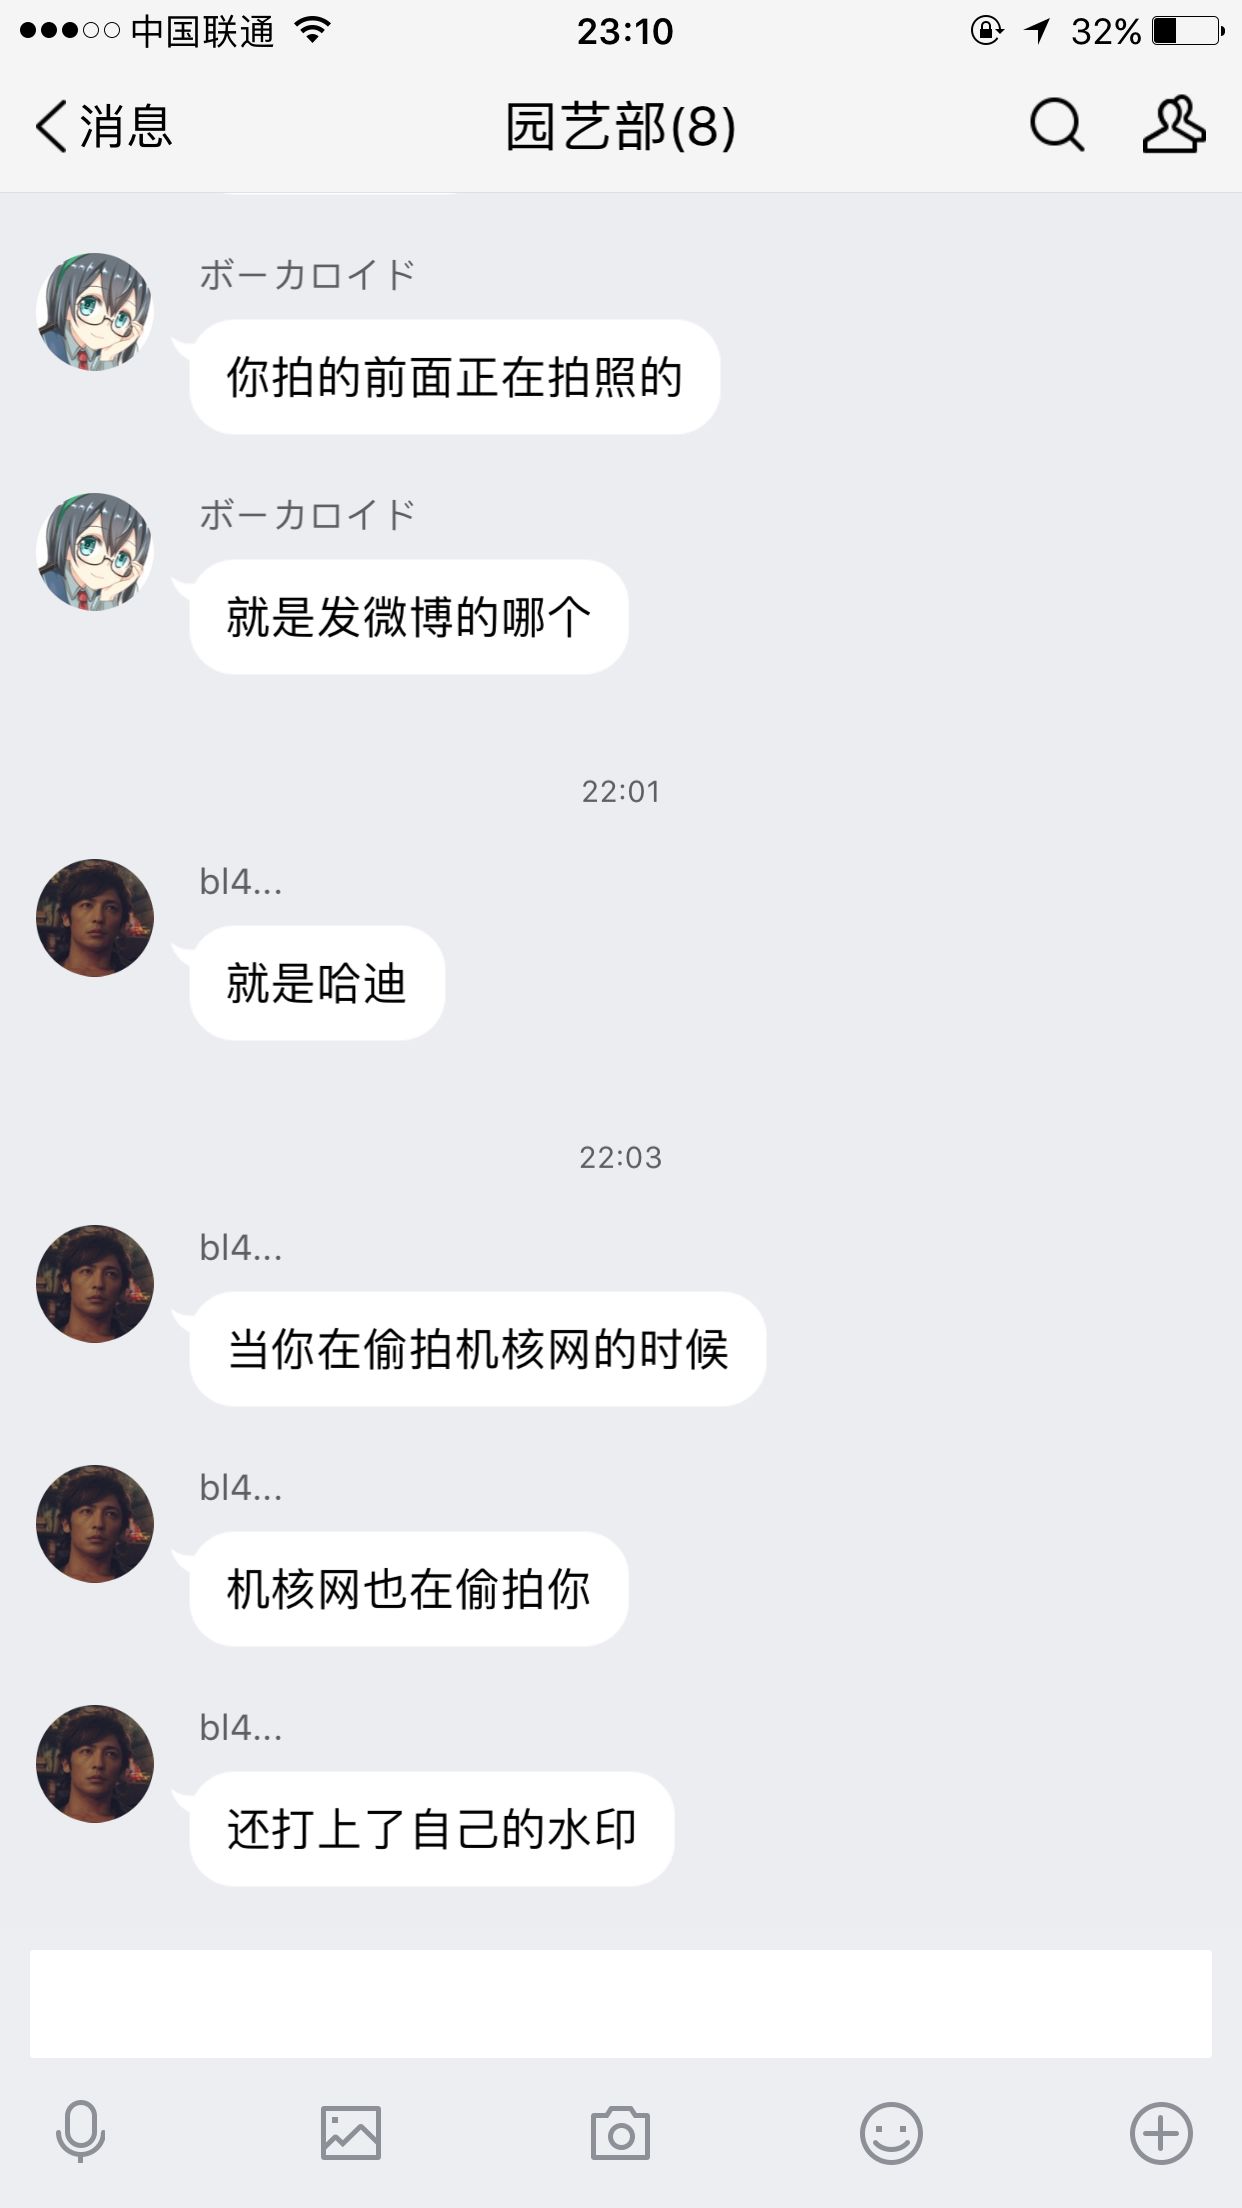 中国联通
23:10
32%
消息
园艺部(8)
ボーカロイド
你拍的前面正在拍照的
ボーカロイド
就是发微博的哪个
22:01
bl4...
就是哈迪
22:03
bl4...
当你在偷拍机核网的时候
bl4...
机核网也在偷拍你
bl4...
还打上了自己的水印